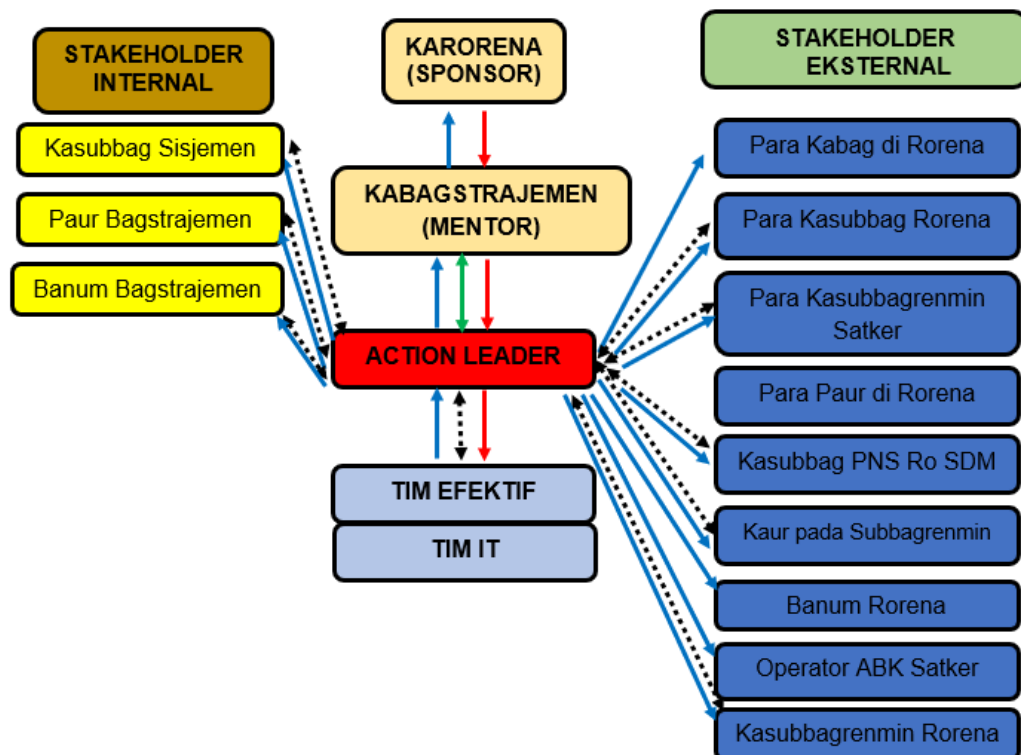 STAKEHOLDER
INTERNAL
Kasubbag Sisjemen
Paur Bagstrajemen
Banum Bagstrajemen
KARORENA
(SPONSOR)
KABAGSTRAJEMEN
(MENTOR)
ACTION LEADER
TIM EFEKTIF
TIM IT
STAKEHOLDER
EKSTERNAL
Para Kabag di Rorena
Para Kasubbag Rorena
Para Kasubbagrenmin
Satker
Para Paur di Rorena
Kasubbag PNS Ro SDM
Kaur pada Subbagrenmin
Banum Rorena
Operator ABK Satker
Kasubbagrenmin Rorena